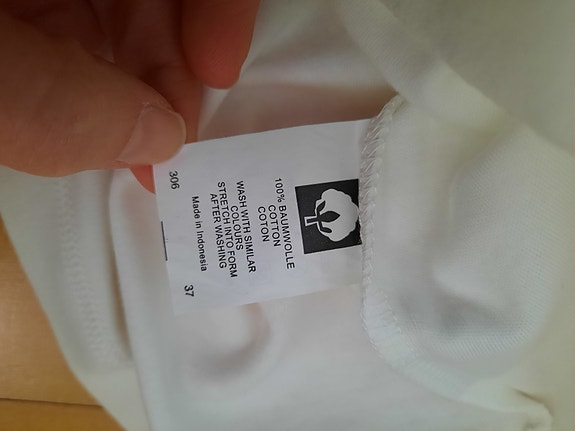 100% BAUMWOLLE
COTTON
COTON
WASH WITH SIMILAR
COLOURS
STRETCH INTO FORM
AFTER WASHING
Made in Indonesia
306
37